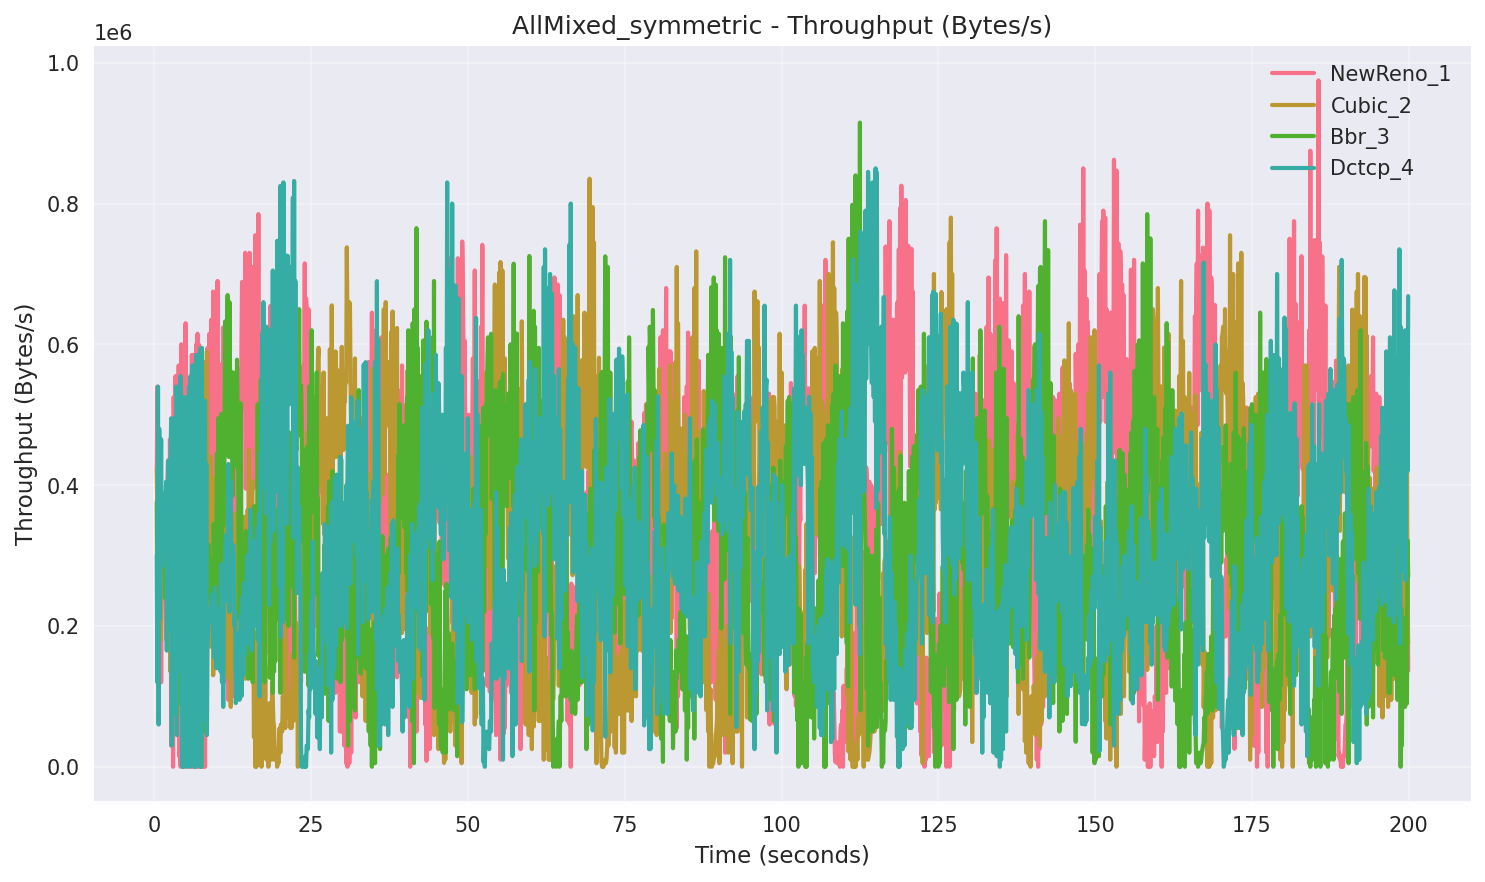 AllMixed_symmetric - Throughput (Bytes/s)
1e6
1.0
0.8
0.6
0.4
0.2
0.0
Throughput (Bytes/s)
NewReno_1
Cubic_2
Bbr_3
Dctcp_4
0 25 50 75 100 125 150 175 200
Time (seconds)